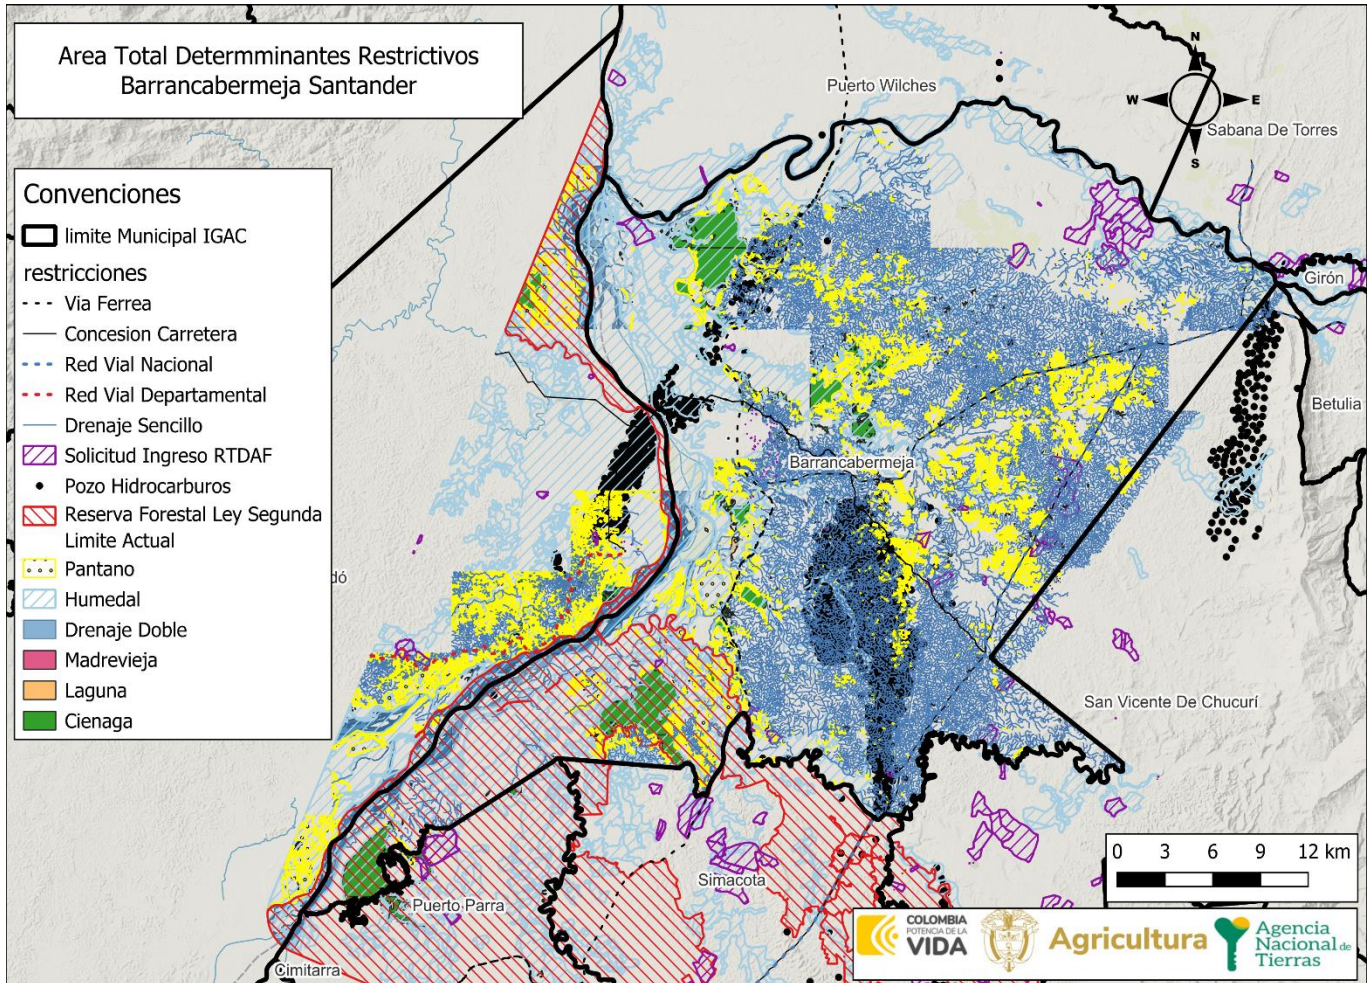 Area Total Determminantes Restrictivos
Barrancabermeja Santander
Convenciones
limite Municipal IGAC
restricciones
Via Ferrea
Concesion Carretera
Red Vial Nacional
Red Vial Departamental
Drenaje Sencillo
Solicitud Ingreso RTDAF
Pozo Hidrocarburos
Reserva Forestal Ley Segunda
Limite Actual
Pantano
Humedal
Drenaje Doble
Madrevieja
Laguna
Cienaga
N
W
E
S
Puerto Wilches
Sabana De Torres
Girón
Betulia
Barrancabermeja
dó
San Vicente De Chucurí
Simacota
Puerto Parra
Cimitarra
0 3 6 9 12 km
COLOMBIA
POTENCIA DE LA
VIDA
Agricultura
Agencia
Nacional de
Tierras